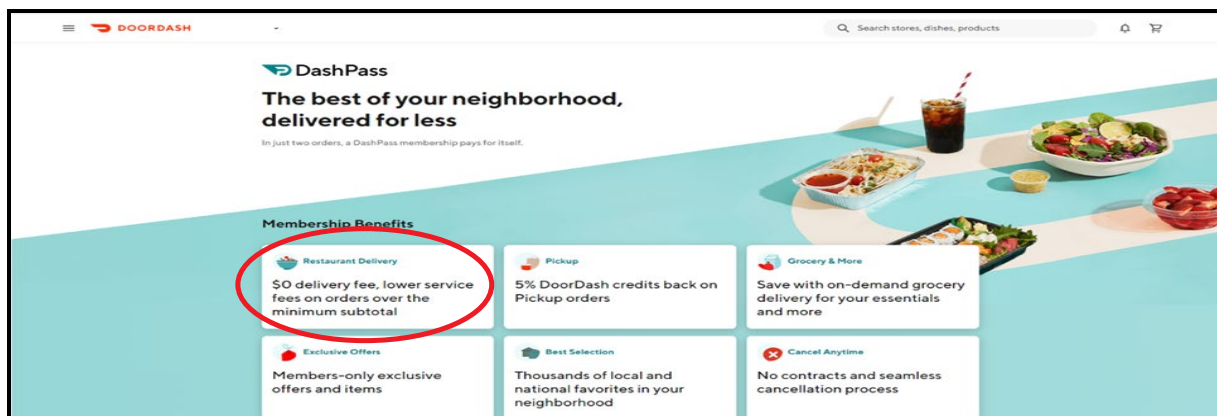 DOORDASH
Search stores, dishes, products
DashPass
The best of your neighborhood,
delivered for less
In just two orders, a DashPass membership pays for itself.
Membership Benefits
Restaurant Delivery
$0 delivery fee, lower service
fees on orders over the
minimum subtotal
Pickup
5% DoorDash credits back on
Pickup orders
Grocery & More
Save with on-demand grocery
delivery for your essentials
and more
Exclusive Offers
Members-only exclusive
offers and items
Best Selection
Thousands of local and
national favorites in your
neighborhood
Cancel Anytime
No contracts and seamless
cancellation process